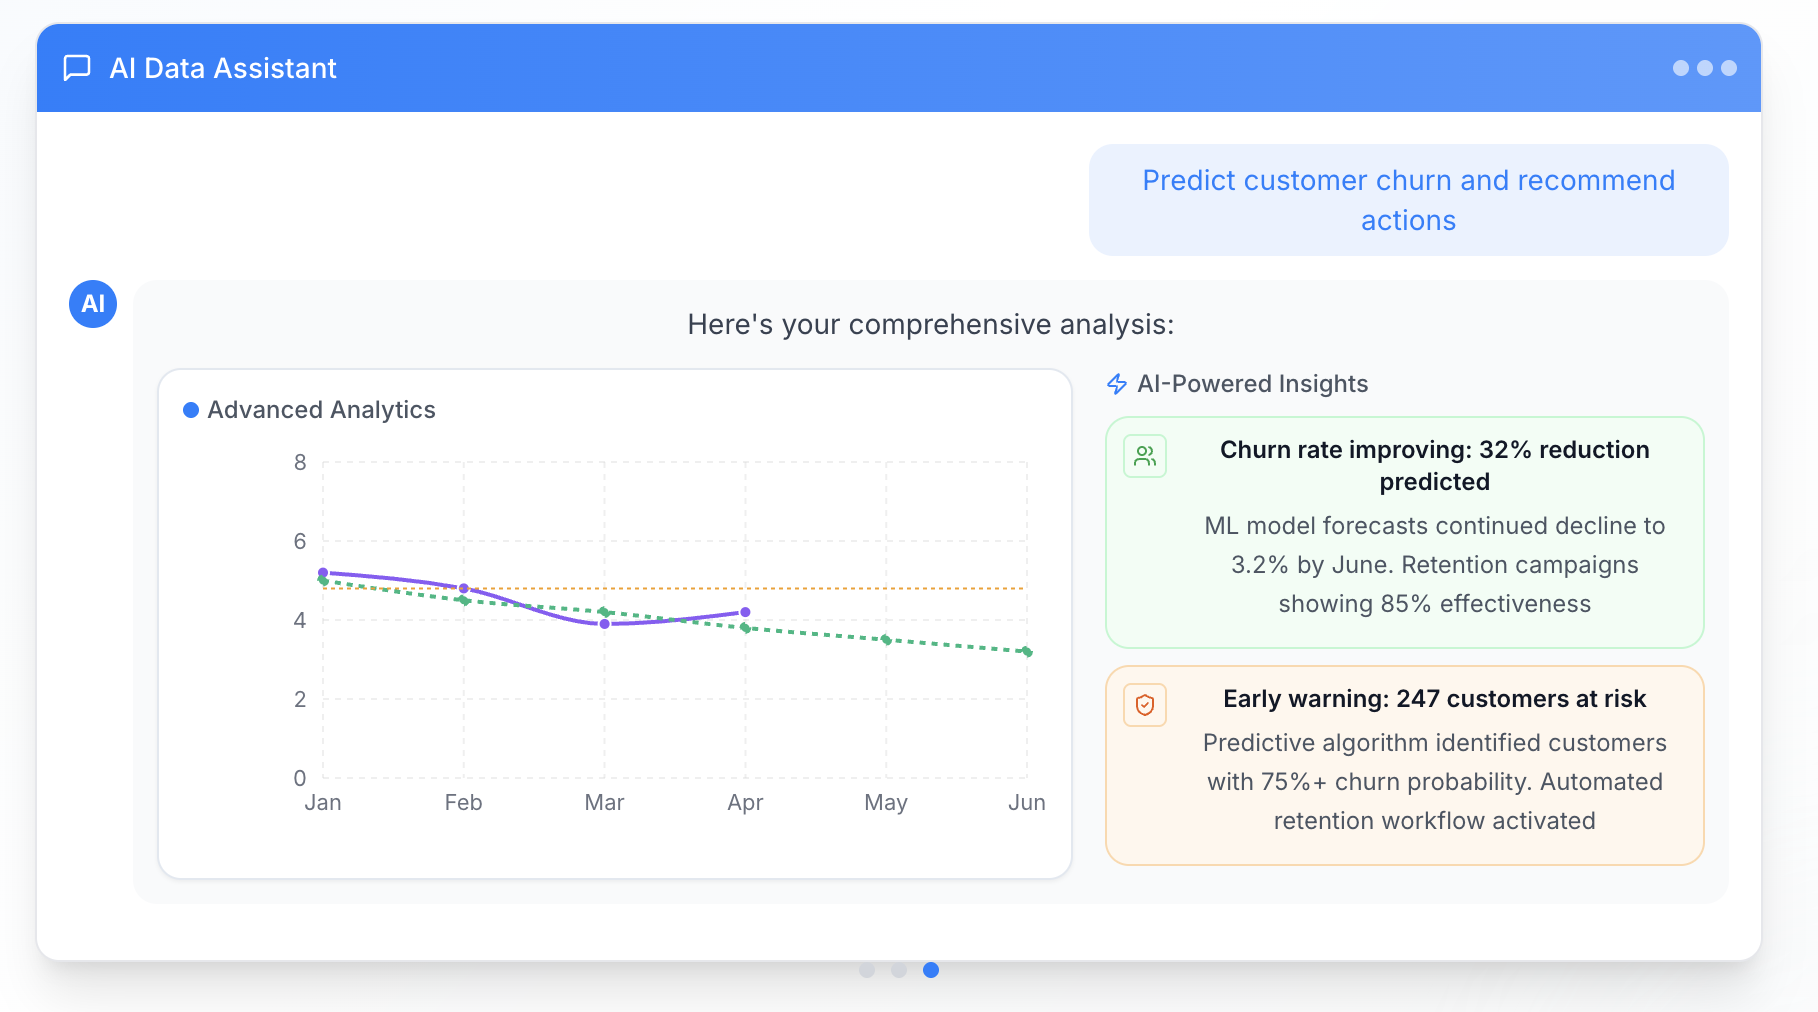 AI Data Assistant
Predict customer churn and recommend
actions
AI
Here's your comprehensive analysis:
Advanced Analytics
8
6
4
2
0
Jan
Feb
Mar
Apr
May
Jun
AI-Powered Insights
Churn rate improving: 32% reduction
predicted
ML model forecasts continued decline to
3.2% by June. Retention campaigns
showing 85% effectiveness
Early warning: 247 customers at risk
Predictive algorithm identified customers
with 75%+ churn probability. Automated
retention workflow activated